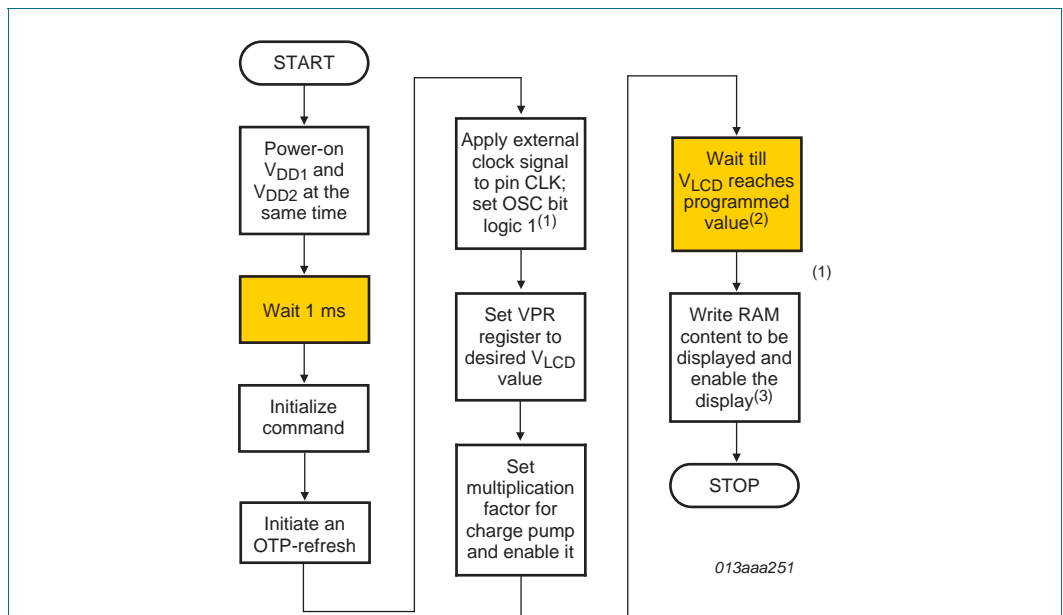 START
Power-on
VDD1 and
VDD2 at the
same time
Wait 1 ms
Initialize
command
Initiate an
OTP-refresh
Apply external
clock signal
to pin CLK;
set OSC bit
logic 1(1)
Set VPR
register to
desired VLCD
value
Set
multiplication
factor for
charge pump
and enable it
Wait till
VLCD reaches
programmed
value(2)
(1)
Write RAM
content to be
displayed and
enable the
display(3)
STOP
013aaa251